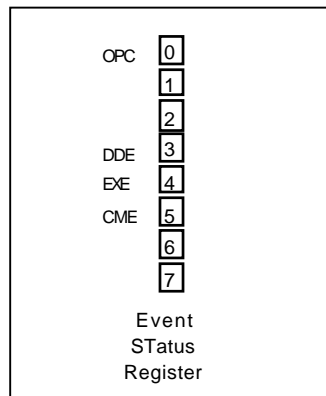 OPC 0
1
2
DDE 3
EXE 4
CME 5
6
7
Event
STatus
Register